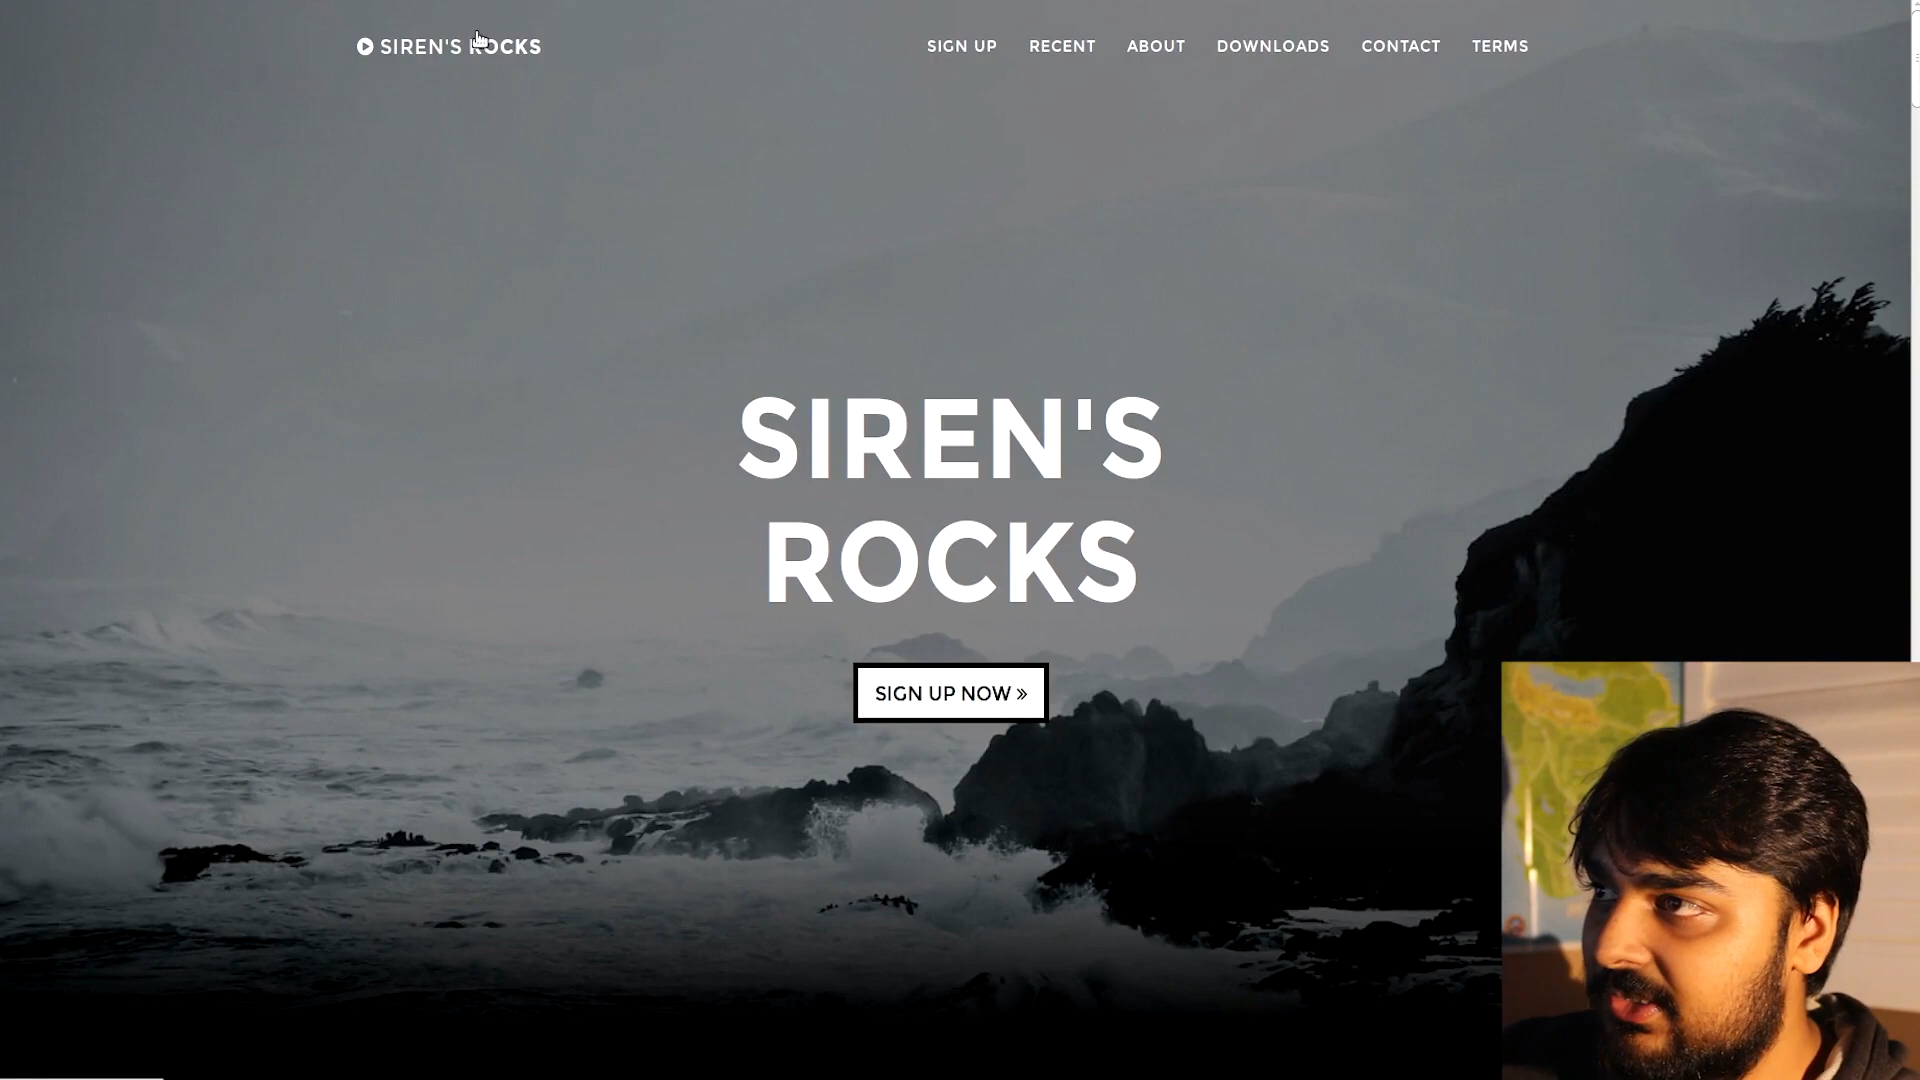 SIREN'S ROCKS
SIGN UP RECENT ABOUT DOWNLOADS CONTACT TERMS
SIREN'S
ROCKS
SIGN UP NOW »